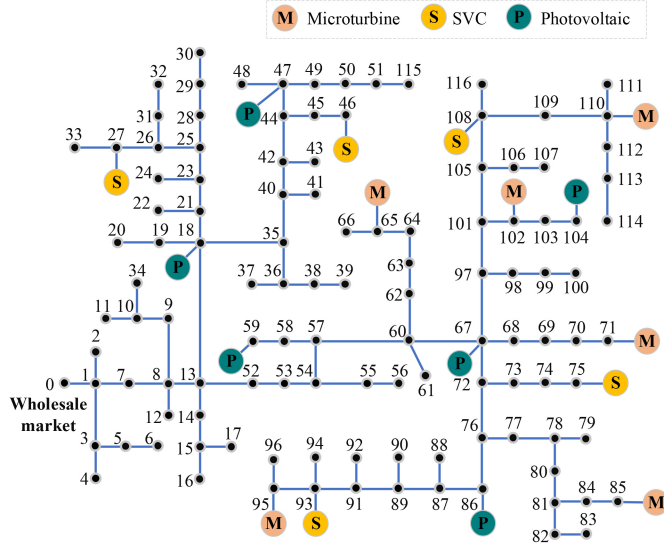 M Microturbine S SVC P Photovoltaic
30
32 29 48 47 49 50 51 115 116 111
P 108 109 110 M
31 28 44 45 46
33 27 26 25 S S 112
S 24 23 42 43 105 106 107 113
22 21 40 41 M M P
20 19 18 35 66 65 64 101 102 103 104 114
P 63
34 37 36 38 39 97 98 99 100
11 10 9 62
2 59 58 57 60 67 68 69 70 71 M
P P
0 1 7 8 13 52 53 54 55 56 61 72 73 74 75 S
Wholesale
market 12 14
3 5 6 15 17 96 94 92 90 88 76 77 78 79
4 16 80
95 93 91 89 87 86 81 84 85 M
M S P
82 83